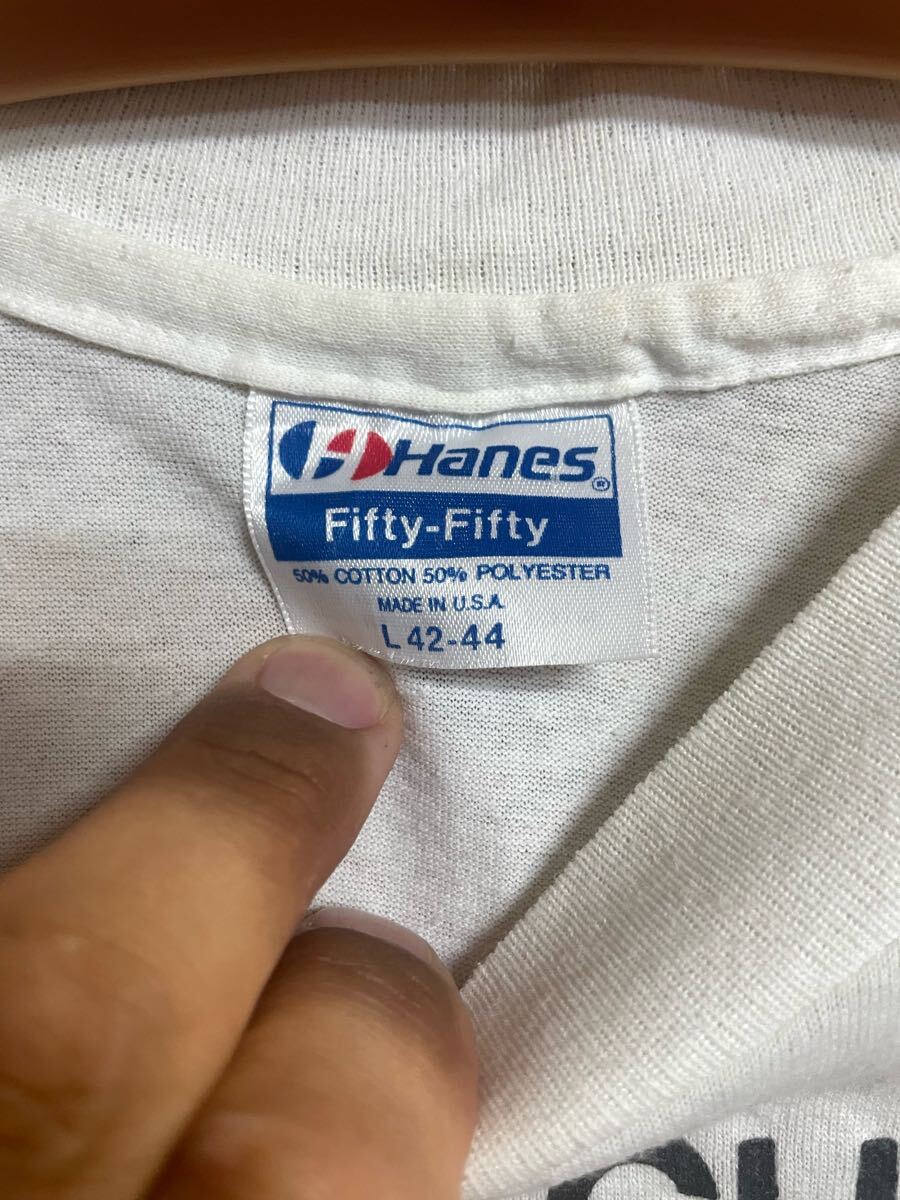 Hanes®
Fifty-Fifty
50% COTTON 50% POLYESTER
MADE IN U.S.A.
L 42-44